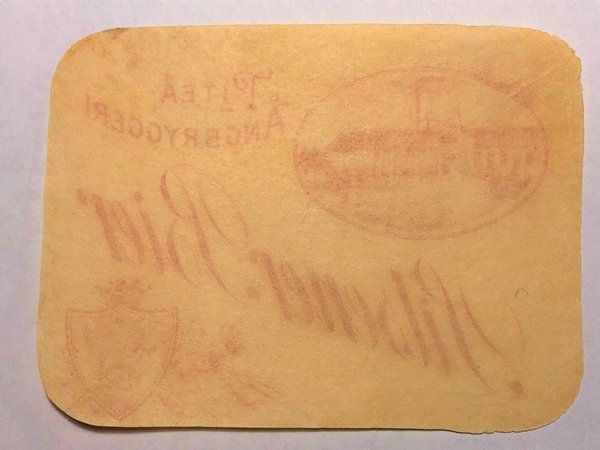 PITEÅ
ÅNGBRYGGERI
Pilsener Bier